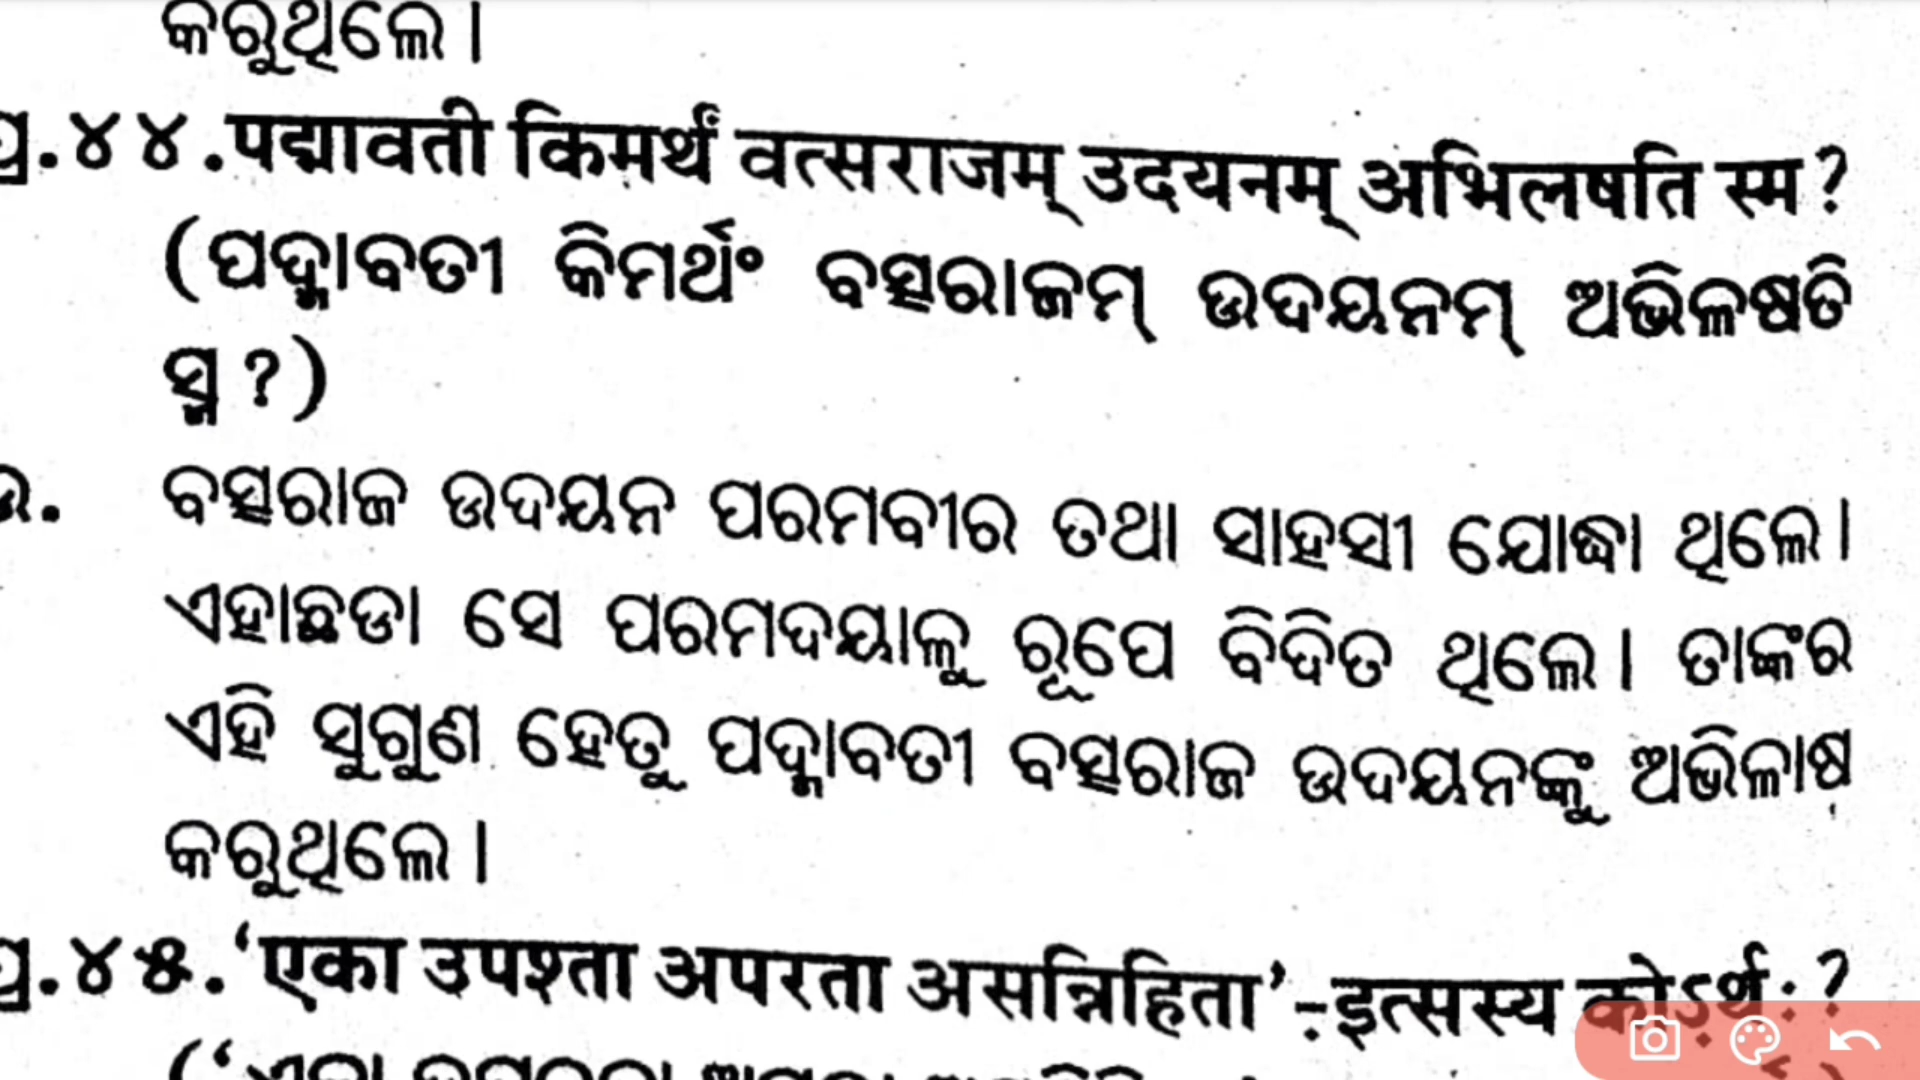 କରୁଥିଲେ।
ପ୍ର.୪୪.पद्मावती किमर्थं वत्सराजम् उदयनम् अभिलषति स्म?
(ପଦ୍ମାବତୀ କିମର୍ଥଂ ବତ୍ସରାଜମ୍ ଉଦୟନମ୍ ଅଭିଳଷତି
ସ୍ମ?)
ଉ. ବତ୍ସରାଜ ଉଦୟନ ପରମବୀର ତଥା ସାହସୀ ଯୋଦ୍ଧା ଥିଲେ।
ଏହାଛଡା ସେ ପରମଦୟାଳୁ ରୂପେ ବିଦିତ ଥିଲେ। ତାଙ୍କର
ଏହି ସୁଗୁଣ ହେତୁ ପଦ୍ମାବତୀ ବତ୍ସରାଜ ଉଦୟନଙ୍କୁ ଅଭିଳାଷ
କରୁଥିଲେ।
ପ୍ର.୪୫.‘एका उपश्ता अपरता असन्निहिता’-इत्सस्य कोऽर्थः?